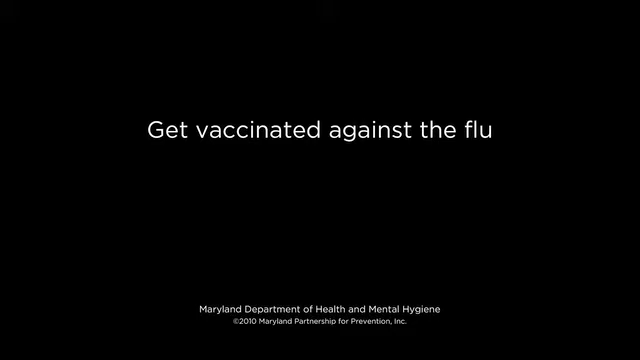 Get vaccinated against the flu
Maryland Department of Health and Mental Hygiene
©2010 Maryland Partnership for Prevention, Inc.